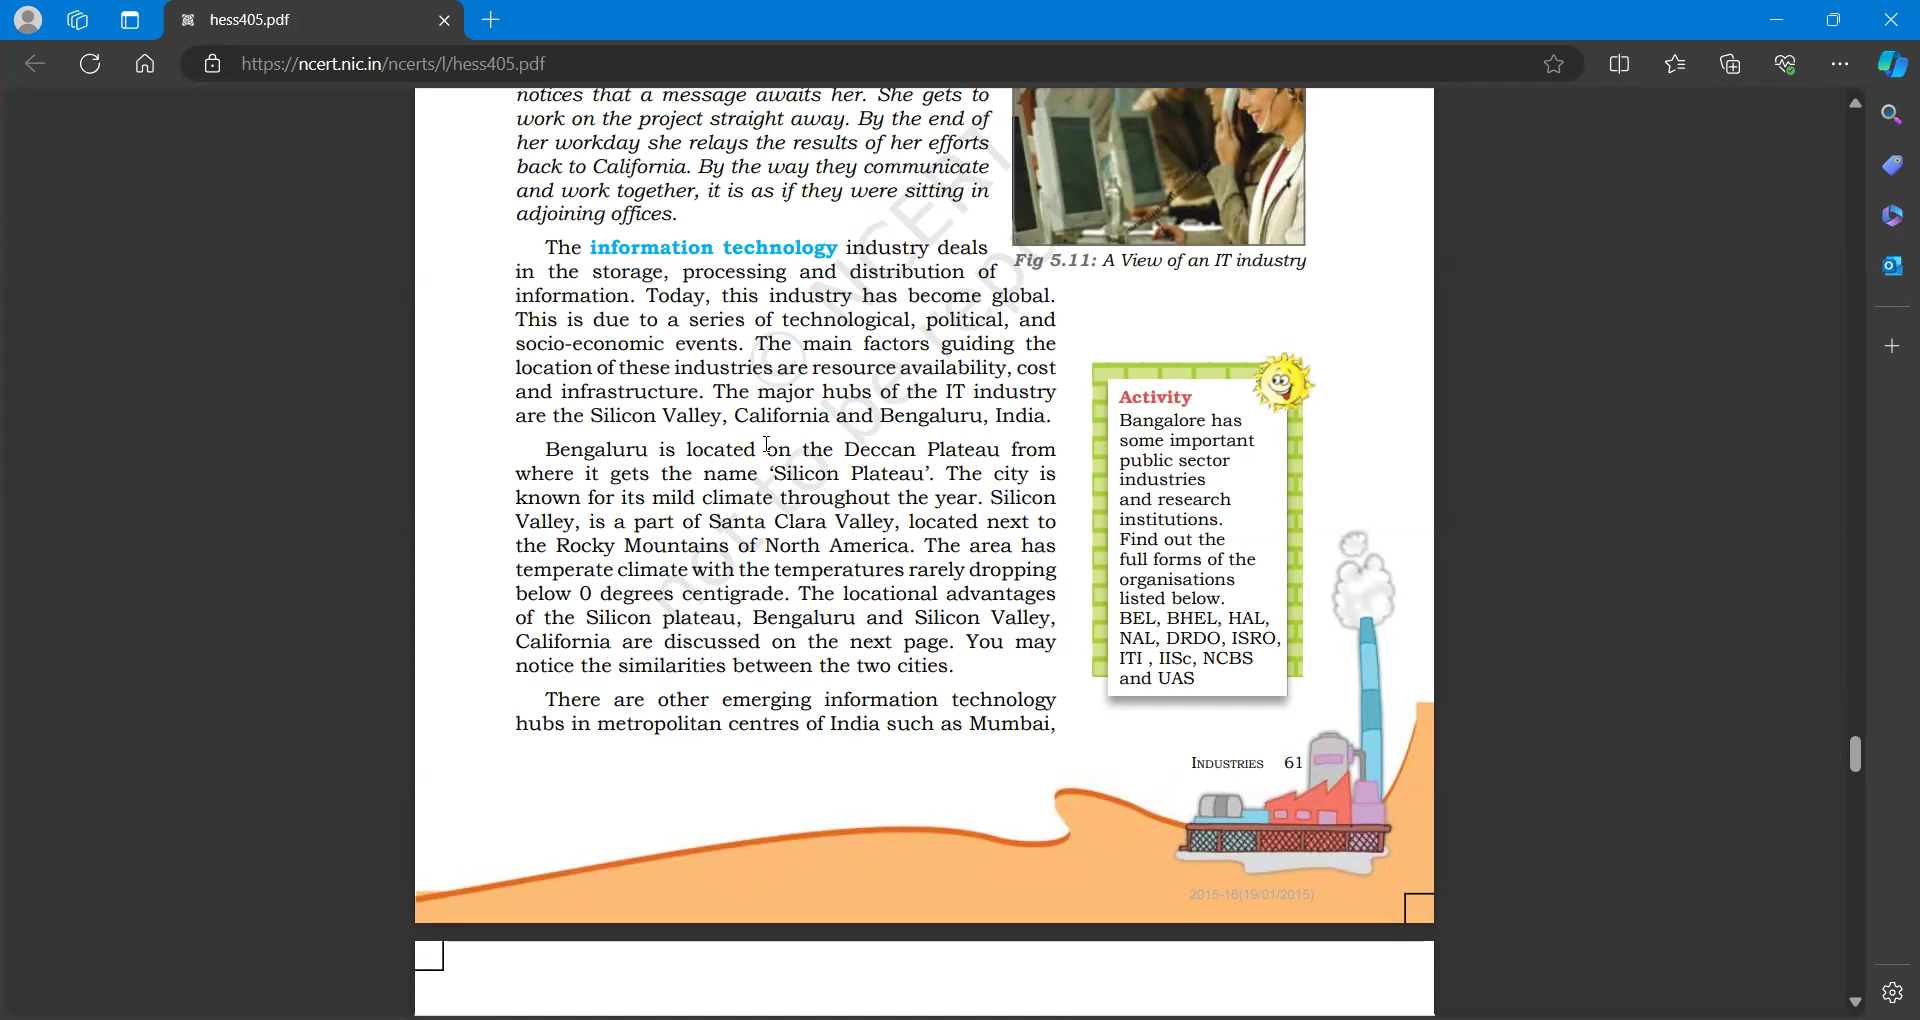 hess405.pdf
https://ncert.nic.in/ncerts/l/hess405.pdf
notices that a message awaits her. She gets to
work on the project straight away. By the end of
her workday she relays the results of her efforts
back to California. By the way they communicate
and work together, it is as if they were sitting in
adjoining offices.
The information technology industry deals
in the storage, processing and distribution of
information. Today, this industry has become global.
This is due to a series of technological, political, and
socio-economic events. The main factors guiding the
location of these industries are resource availability, cost
and infrastructure. The major hubs of the IT industry
are the Silicon Valley, California and Bengaluru, India.
Bengaluru is located on the Deccan Plateau from
where it gets the name ‘Silicon Plateau’. The city is
known for its mild climate throughout the year. Silicon
Valley, is a part of Santa Clara Valley, located next to
the Rocky Mountains of North America. The area has
temperate climate with the temperatures rarely dropping
below 0 degrees centigrade. The locational advantages
of the Silicon plateau, Bengaluru and Silicon Valley,
California are discussed on the next page. You may
notice the similarities between the two cities.
There are other emerging information technology
hubs in metropolitan centres of India such as Mumbai,
Fig 5.11: A View of an IT industry
Activity
Bangalore has
some important
public sector
industries
and research
institutions.
Find out the
full forms of the
organisations
listed below.
BEL, BHEL, HAL,
NAL, DRDO, ISRO,
ITI , IISc, NCBS
and UAS
INDUSTRIES 61
2015-16(19/01/2015)
© NCERT
not to be rep